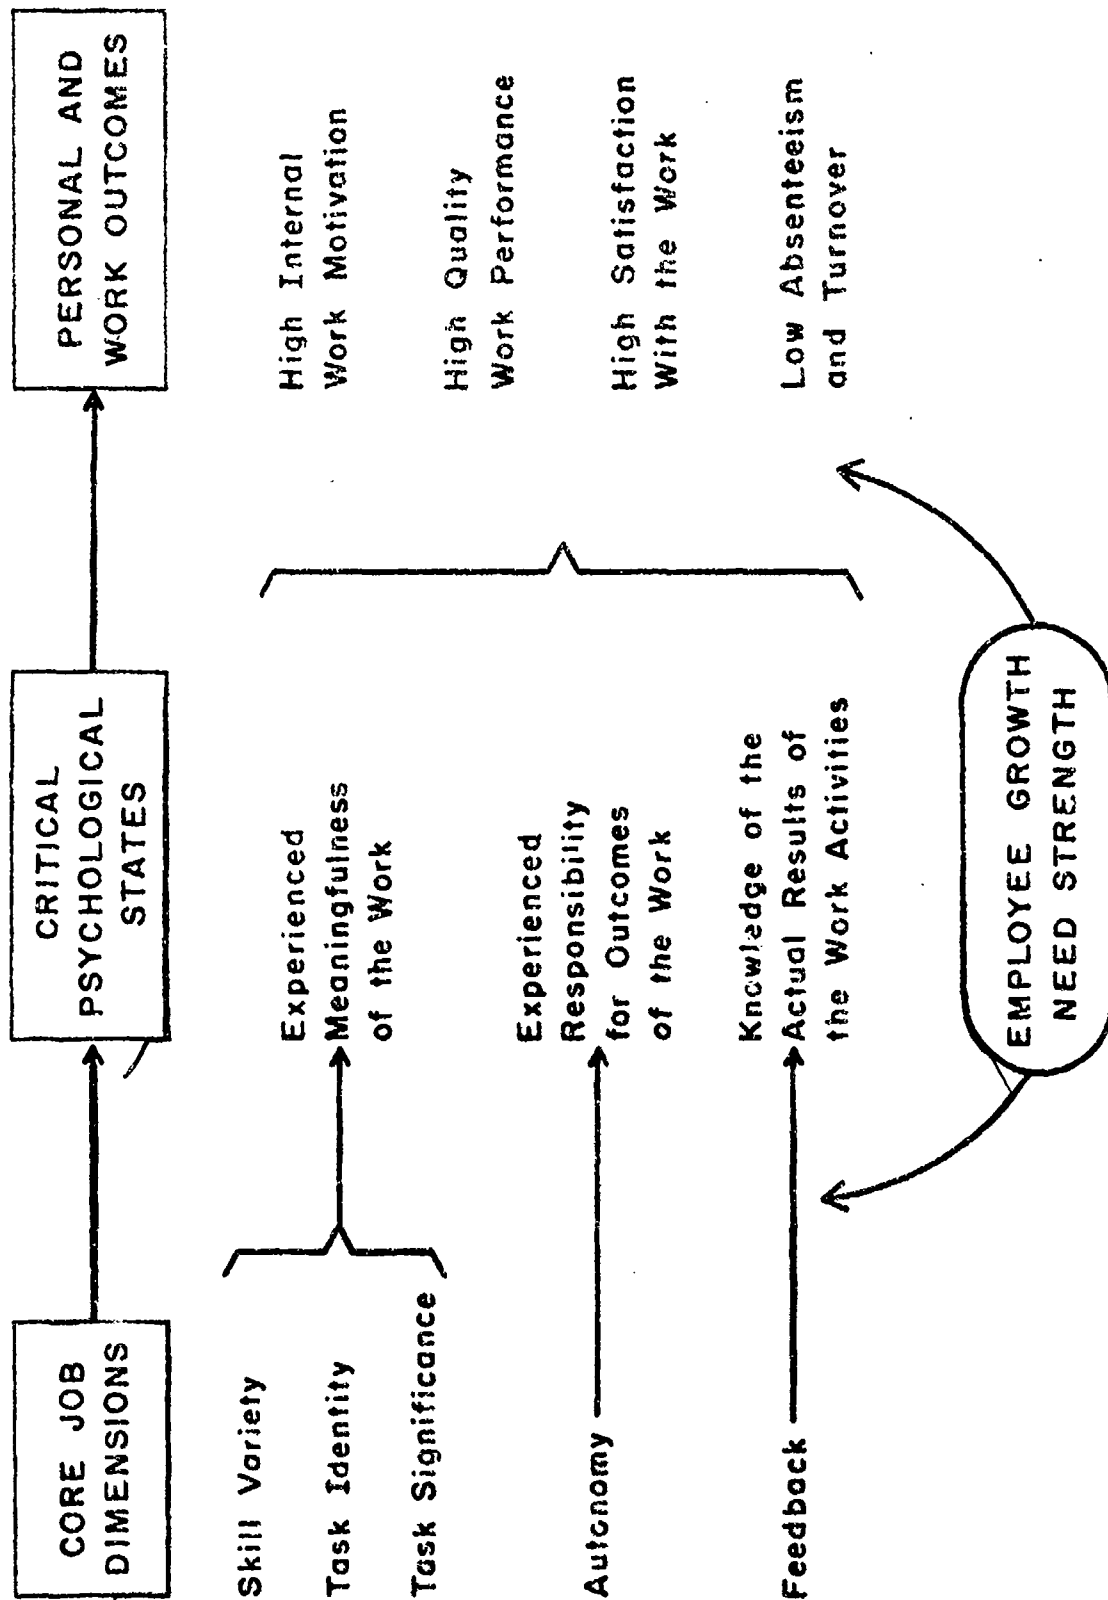 CORE JOB
DIMENSIONS
CRITICAL
PSYCHOLOGICAL
STATES
PERSONAL AND
WORK OUTCOMES
Skill Variety
Task Identity
Task Significance
Experienced
Meaningfulness
of the Work
Autonomy
Experienced
Responsibility
for Outcomes
of the Work
Feedback
Knowledge of the
Actual Results of
the Work Activities
High Internal
Work Motivation
High Quality
Work Performance
High Satisfaction
With the Work
Low Absenteeism
and Turnover
EMPLOYEE GROWTH
NEED STRENGTH